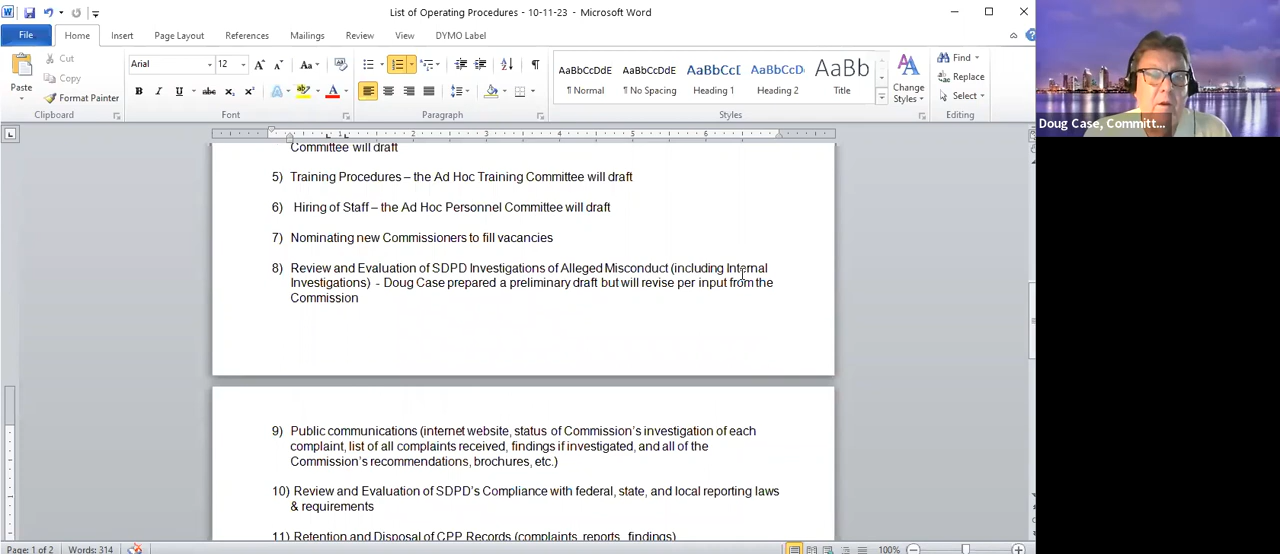 List of Operating Procedures - 10-11-23 - Microsoft Word
File Home Insert Page Layout References Mailings Review View DYMO Label
Cut
Copy
Paste
Format Painter
Clipboard
Arial 12
Font
Paragraph
AaBbCcDdE AaBbCcDdE AaBbC AaBbCcD AaBb
¶ Normal ¶ No Spacing Heading 1 Heading 2 Title
Change Styles
Styles
Find
Replace
Select
Editing
Doug Case, Committ...
Committee will draft
5) Training Procedures – the Ad Hoc Training Committee will draft
6) Hiring of Staff – the Ad Hoc Personnel Committee will draft
7) Nominating new Commissioners to fill vacancies
8) Review and Evaluation of SDPD Investigations of Alleged Misconduct (including Internal
Investigations) - Doug Case prepared a preliminary draft but will revise per input from the
Commission
9) Public communications (internet website, status of Commission's investigation of each
complaint, list of all complaints received, findings if investigated, and all of the
Commission's recommendations, brochures, etc.)
10) Review and Evaluation of SDPD's Compliance with federal, state, and local reporting laws
& requirements
11) Retention and Disposal of CPP Records (complaints, reports, findings)
Page: 1 of 2 Words: 314 100%